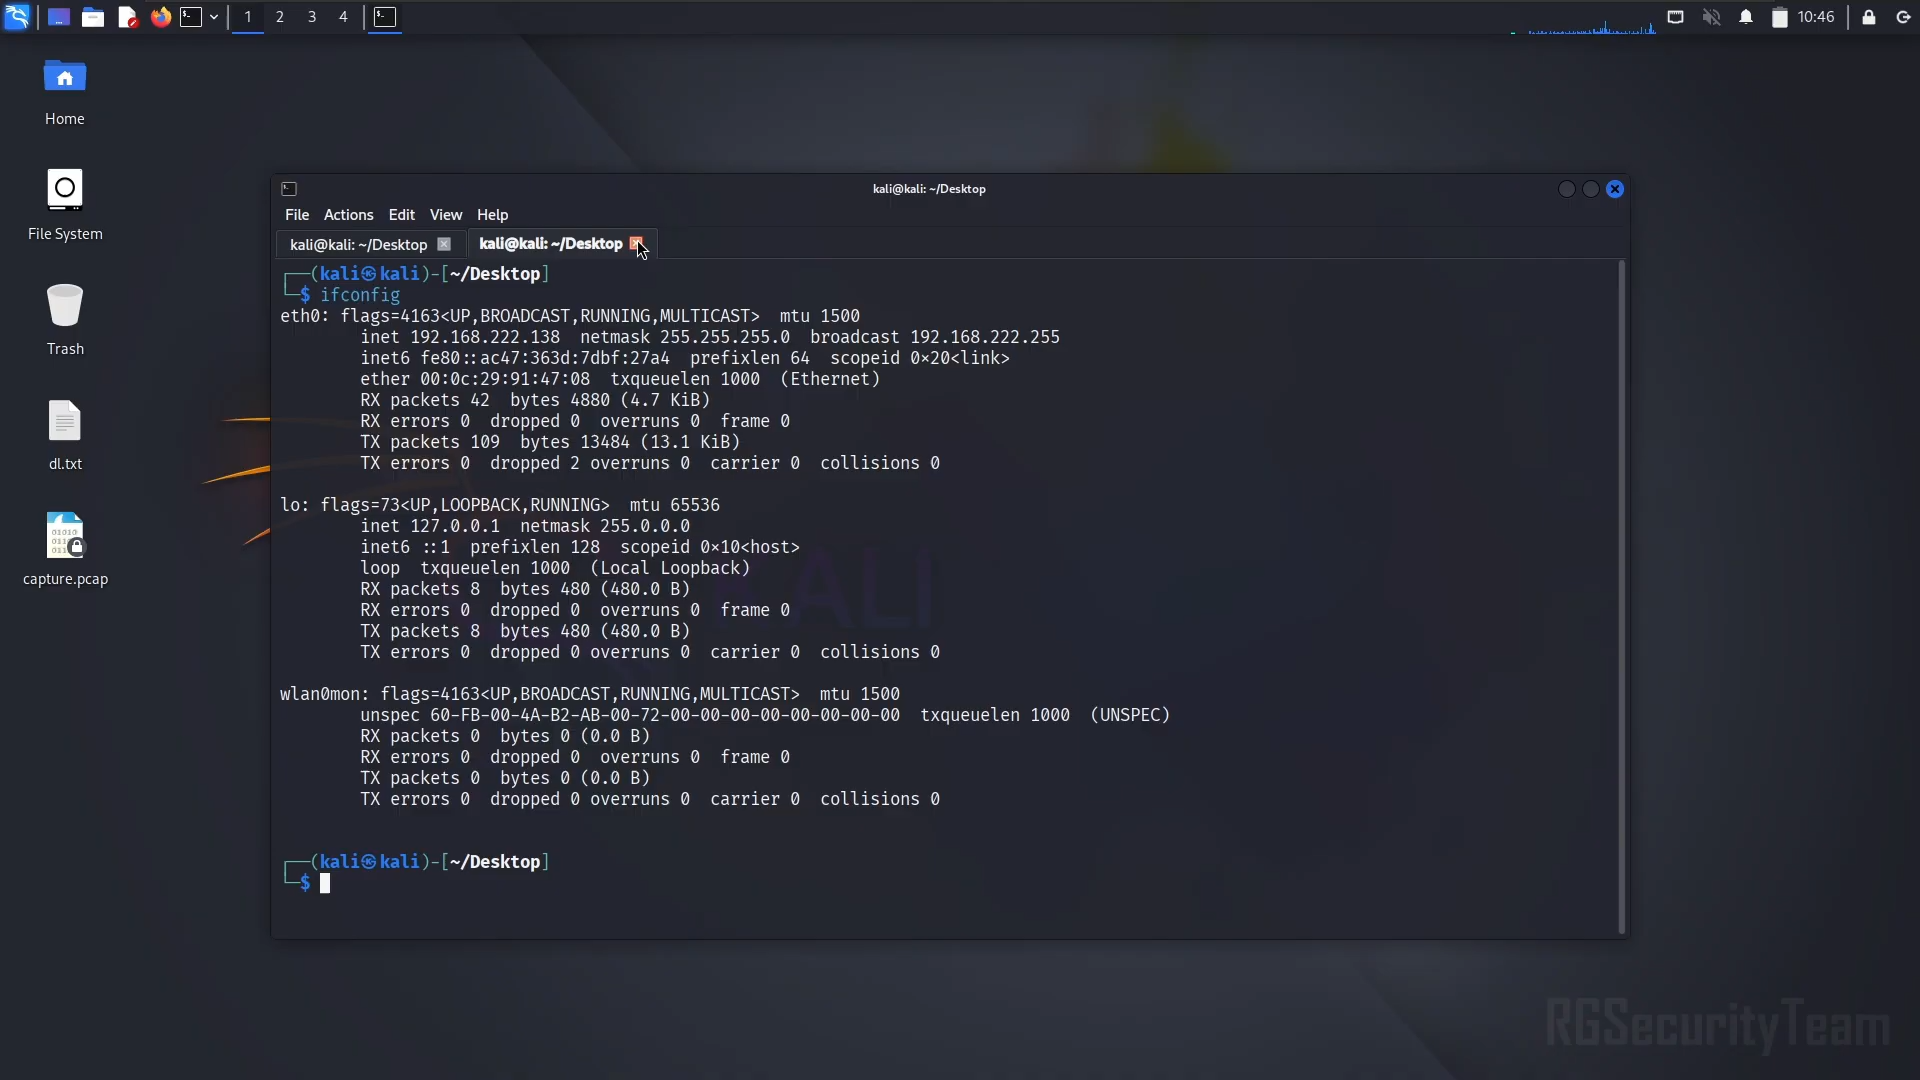 1 2 3 4
10:46
Home
File System
Trash
dl.txt
capture.pcap
kali@kali: ~/Desktop
File Actions Edit View Help
kali@kali: ~/Desktop
kali@kali: ~/Desktop
┌──(kali㉿kali)-[~/Desktop]
└─$ ifconfig
eth0: flags=4163<UP,BROADCAST,RUNNING,MULTICAST>  mtu 1500
        inet 192.168.222.138  netmask 255.255.255.0  broadcast 192.168.222.255
        inet6 fe80::ac47:363d:7dbf:27a4  prefixlen 64  scopeid 0×20<link>
        ether 00:0c:29:91:47:08  txqueuelen 1000  (Ethernet)
        RX packets 42  bytes 4880 (4.7 KiB)
        RX errors 0  dropped 0  overruns 0  frame 0
        TX packets 109  bytes 13484 (13.1 KiB)
        TX errors 0  dropped 2 overruns 0  carrier 0  collisions 0
lo: flags=73<UP,LOOPBACK,RUNNING>  mtu 65536
        inet 127.0.0.1  netmask 255.0.0.0
        inet6 ::1  prefixlen 128  scopeid 0×10<host>
        loop  txqueuelen 1000  (Local Loopback)
        RX packets 8  bytes 480 (480.0 B)
        RX errors 0  dropped 0  overruns 0  frame 0
        TX packets 8  bytes 480 (480.0 B)
        TX errors 0  dropped 0 overruns 0  carrier 0  collisions 0
wlan0mon: flags=4163<UP,BROADCAST,RUNNING,MULTICAST>  mtu 1500
        unspec 60-FB-00-4A-B2-AB-00-72-00-00-00-00-00-00-00-00  txqueuelen 1000  (UNSPEC)
        RX packets 0  bytes 0 (0.0 B)
        RX errors 0  dropped 0  overruns 0  frame 0
        TX packets 0  bytes 0 (0.0 B)
        TX errors 0  dropped 0 overruns 0  carrier 0  collisions 0
┌──(kali㉿kali)-[~/Desktop]
└─$
KALI
RGSecurityTeam